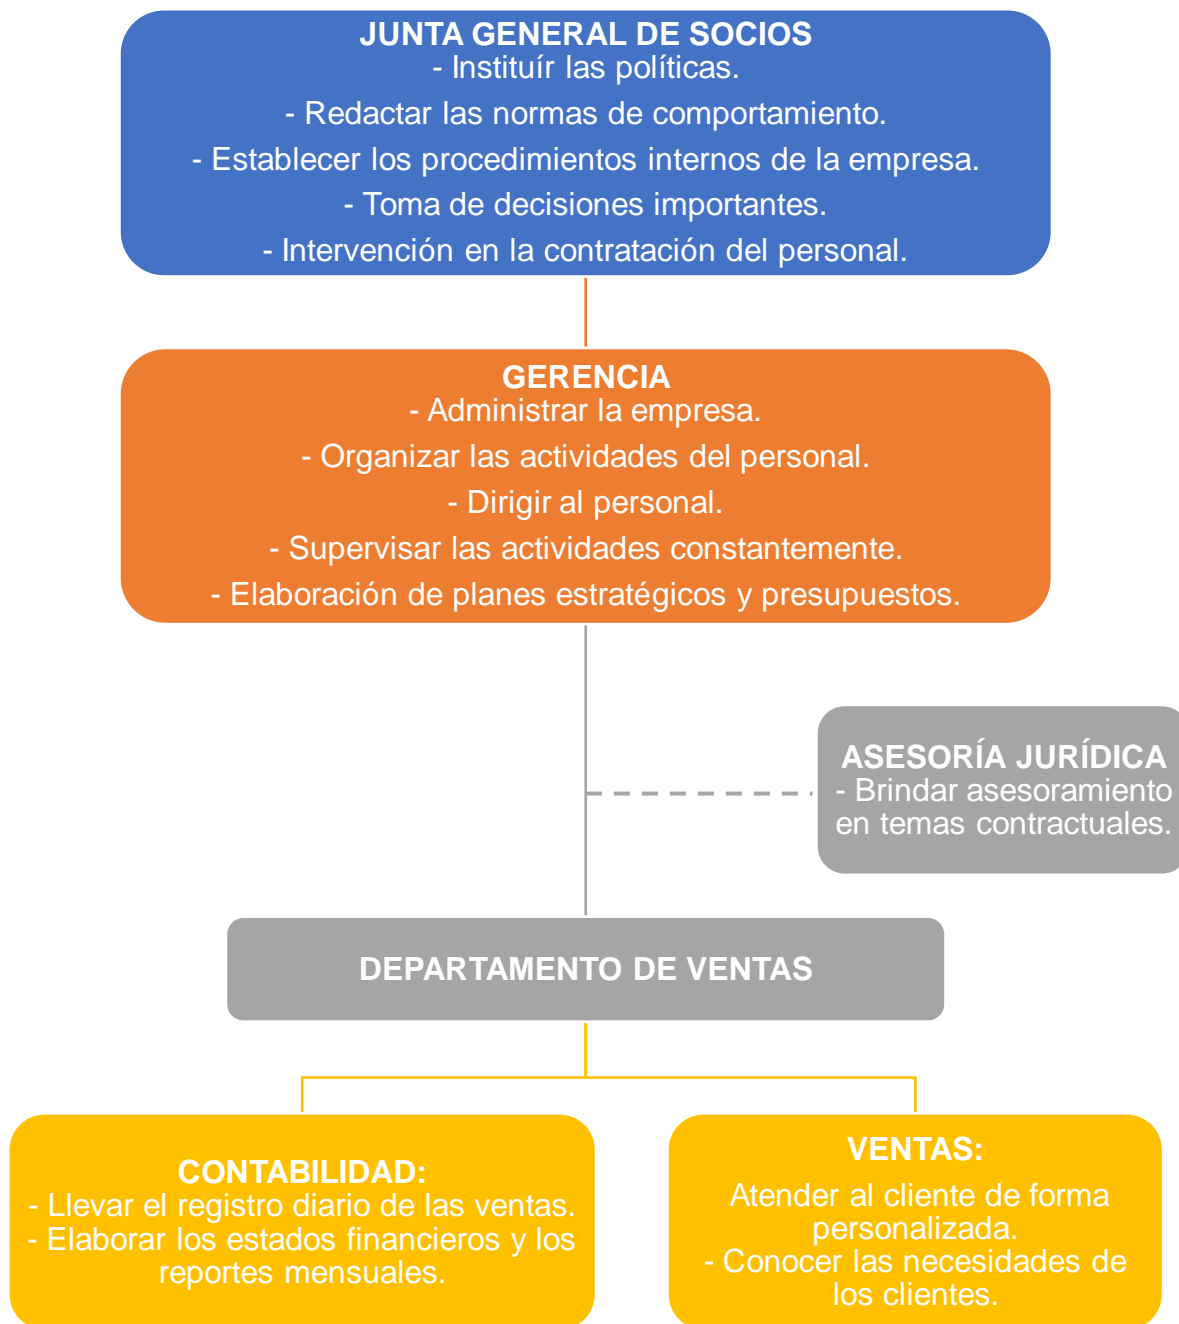 JUNTA GENERAL DE SOCIOS
- Instituír las políticas.
- Redactar las normas de comportamiento.
- Establecer los procedimientos internos de la empresa.
- Toma de decisiones importantes.
- Intervención en la contratación del personal.
GERENCIA
- Administrar la empresa.
- Organizar las actividades del personal.
- Dirigir al personal.
- Supervisar las actividades constantemente.
- Elaboración de planes estratégicos y presupuestos.
ASESORÍA JURÍDICA
- Brindar asesoramiento
en temas contractuales.
DEPARTAMENTO DE VENTAS
CONTABILIDAD:
- Llevar el registro diario de las ventas.
- Elaborar los estados financieros y los
reportes mensuales.
VENTAS:
Atender al cliente de forma
personalizada.
- Conocer las necesidades de
los clientes.